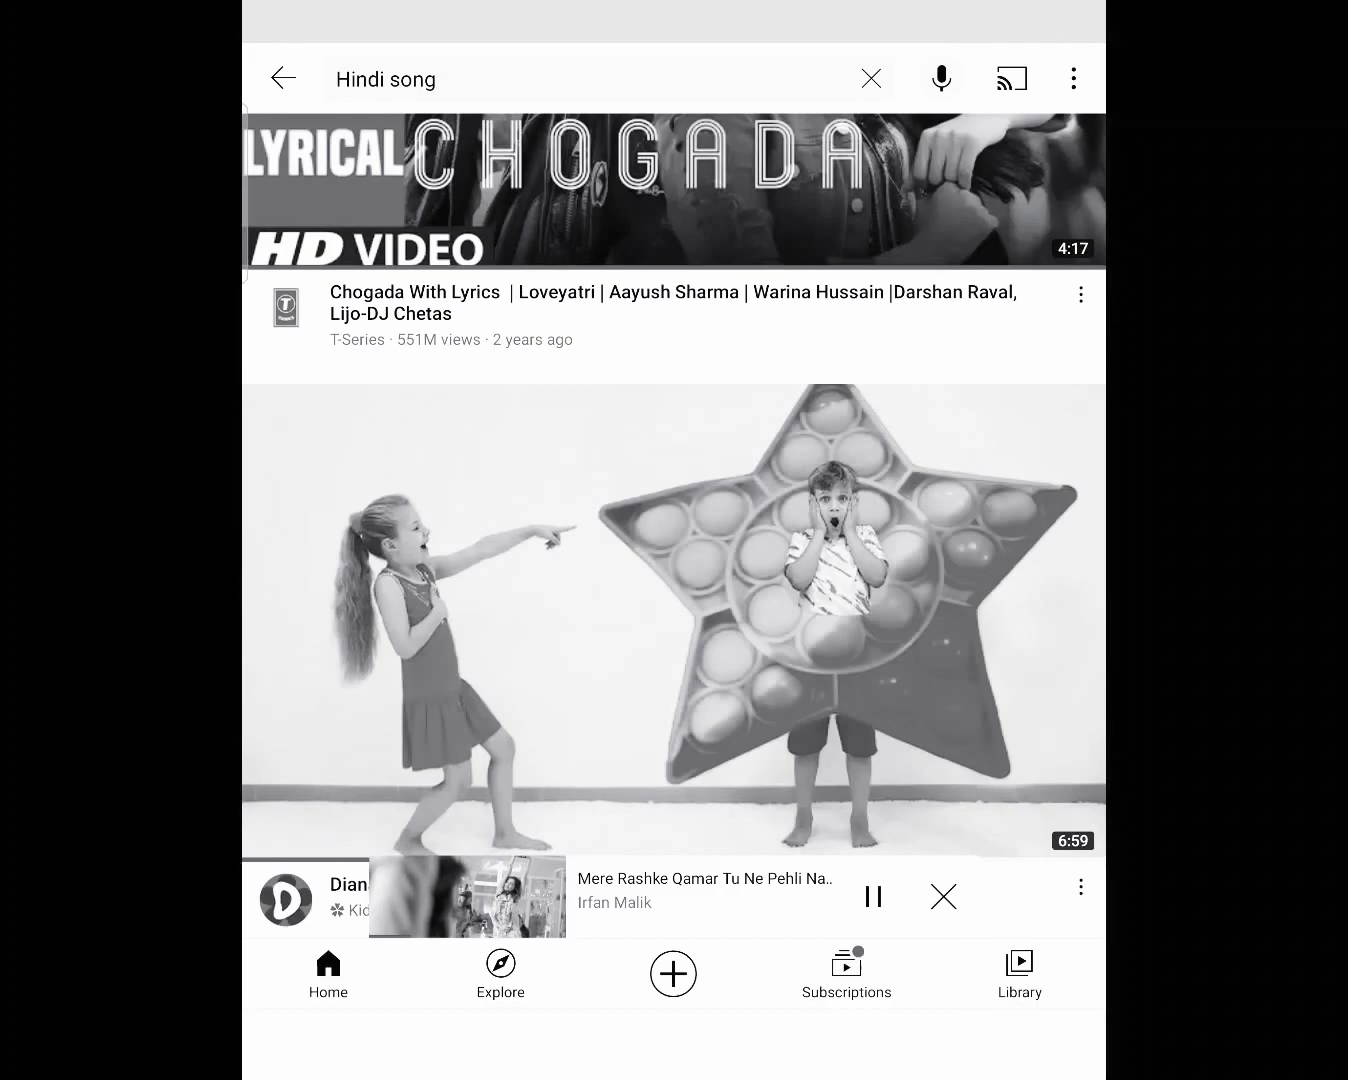 Hindi song
LYRICAL CHOGADA
HD VIDEO
4:17
Chogada With Lyrics | Loveyatri | Aayush Sharma | Warina Hussain |Darshan Raval,
Lijo-DJ Chetas
T-Series · 551M views · 2 years ago
6:59
Dian
Kid
Mere Rashke Qamar Tu Ne Pehli Na..
Irfan Malik
Home
Explore
Subscriptions
Library